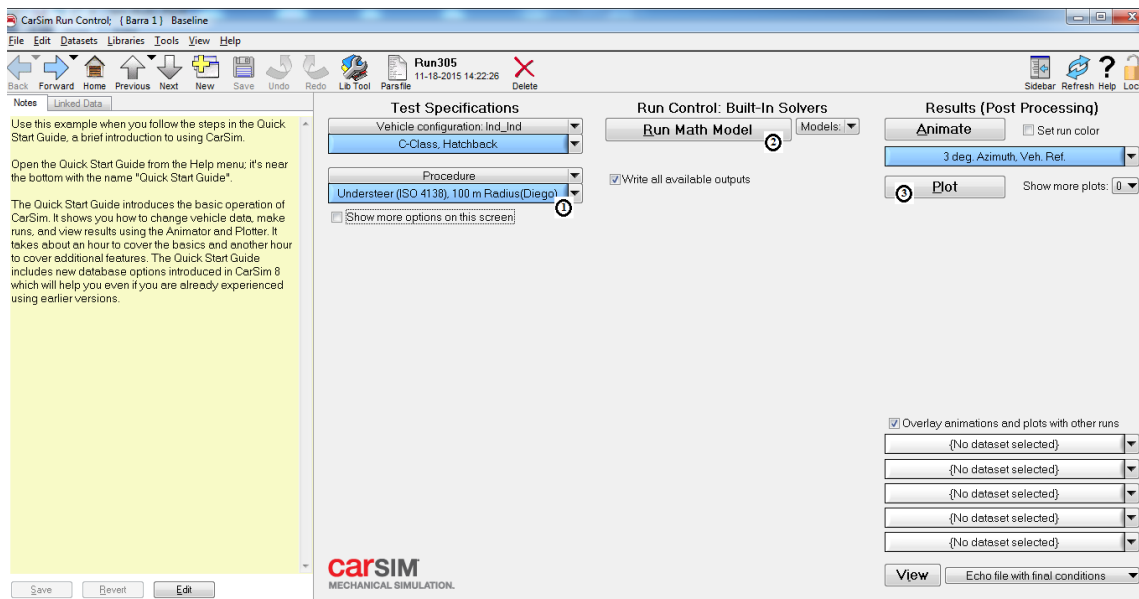 CarSim Run Control; { Barra 1 } Baseline
File Edit Datasets Libraries Tools View Help
Run305
11-18-2015 14:22:26
Back Forward Home Previous Next New Save Undo Redo Lib Tool Parsfile Delete Sidebar Refresh Help Loc
Notes Linked Data
Use this example when you follow the steps in the Quick
Start Guide, a brief introduction to using CarSim.
Open the Quick Start Guide from the Help menu; it's near
the bottom with the name "Quick Start Guide".
The Quick Start Guide introduces the basic operation of
CarSim. It shows you how to change vehicle data, make
runs, and view results using the Animator and Plotter. It
takes about an hour to cover the basics and another hour
to cover additional features. The Quick Start Guide
includes new database options introduced in CarSim 8
which will help you even if you are already experienced
using earlier versions.
Save Revert Edit
Test Specifications
Vehicle configuration: Ind_Ind
C-Class, Hatchback
Procedure
Understeer (ISO 4138), 100 m Radius(Diego)
1
Show more options on this screen
carSIM
MECHANICAL SIMULATION.
Run Control: Built-In Solvers
Run Math Model Models:
2
Write all available outputs
Results (Post Processing)
Animate Set run color
3 deg. Azimuth, Veh. Ref.
3 Plot Show more plots: 0
Overlay animations and plots with other runs
{No dataset selected}
{No dataset selected}
{No dataset selected}
{No dataset selected}
{No dataset selected}
View Echo file with final conditions